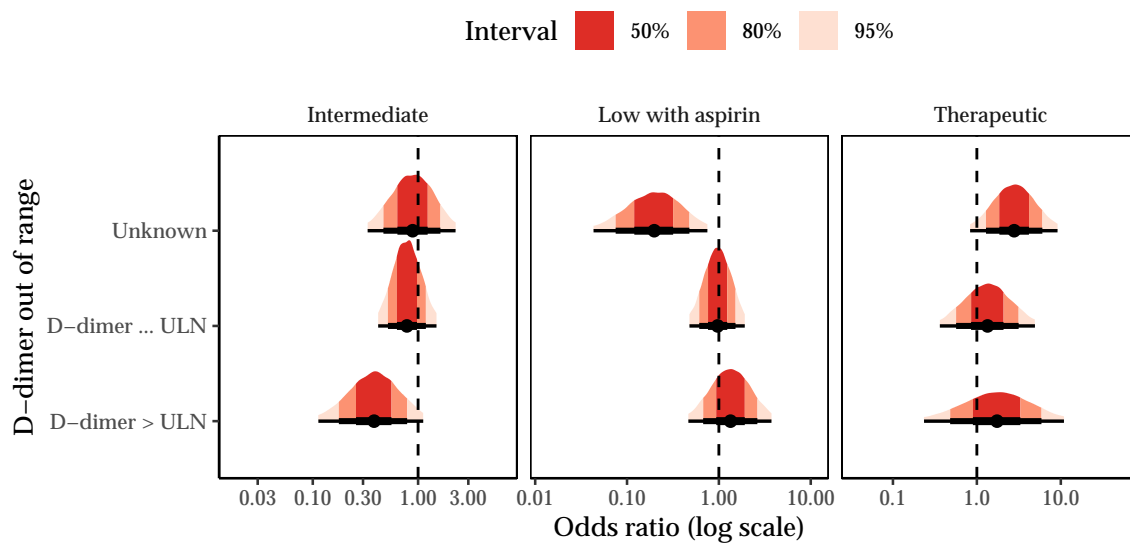 Interval 50% 80% 95%
Intermediate
Low with aspirin
Therapeutic
D−dimer out of range
Unknown
D−dimer ... ULN
D−dimer > ULN
0.03 0.10 0.30 1.00 3.00
0.01 0.10 1.00 10.00
0.1 1.0 10.0
Odds ratio (log scale)